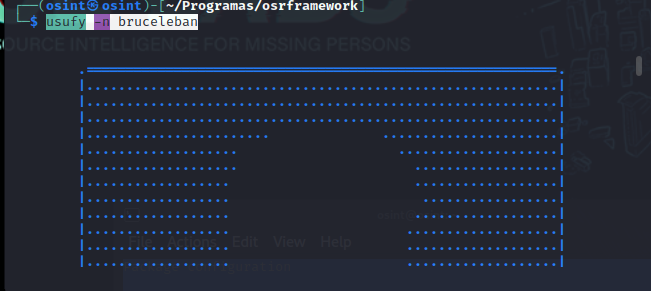 ┌──(osint㉿osint)-[~/Programas/osrframework]
└─$ usufy -n bruceleban
SOURCE INTELLIGENCE FOR MISSING PERSONS
File Actions Edit View Help